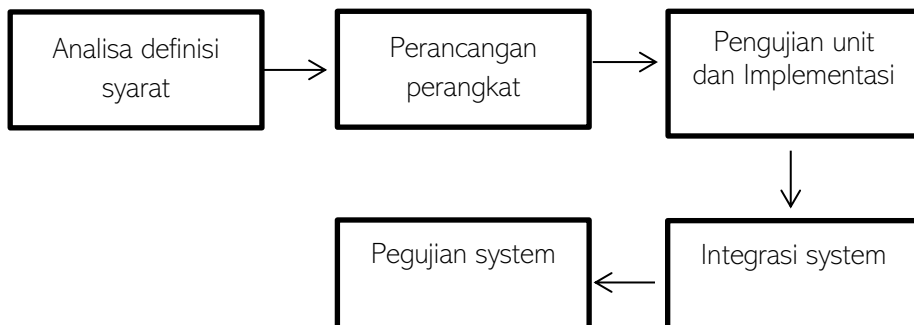 Analisa definisi
syarat
Perancangan
perangkat
Pengujian unit
dan Implementasi
Integrasi system
Pegujian system